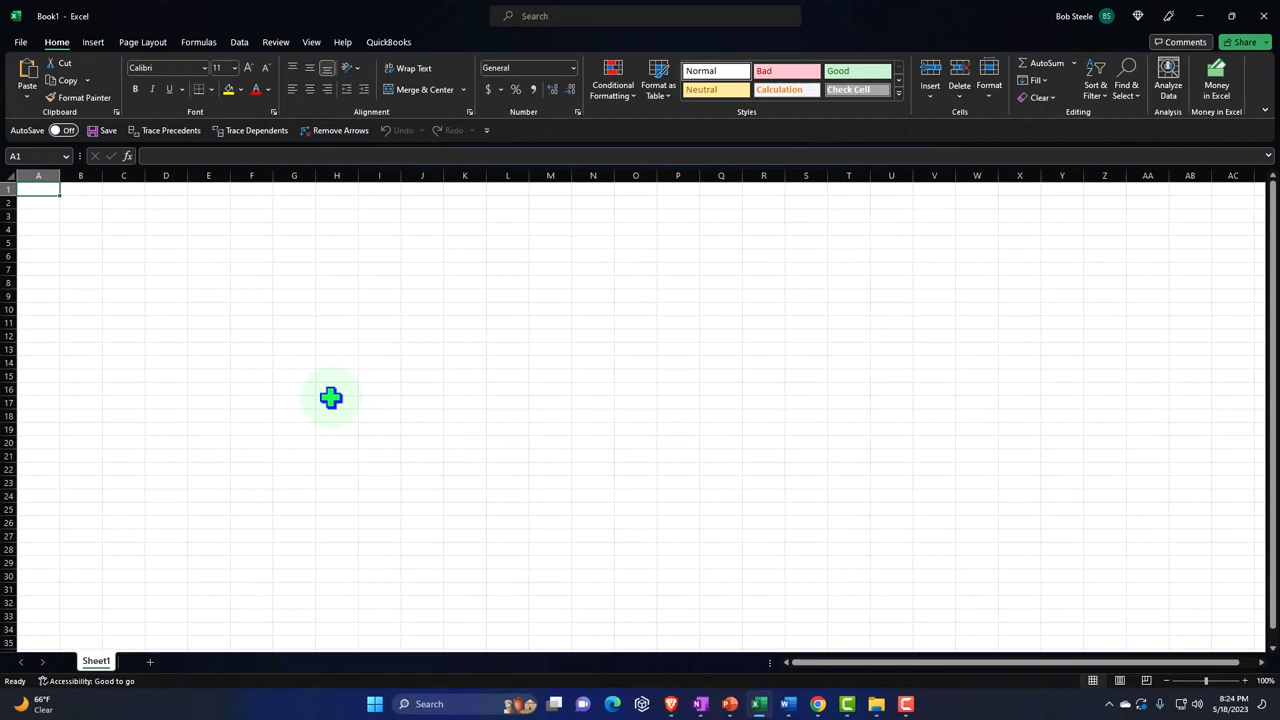 Book1 - Excel
Search
Bob Steele BS
File Home Insert Page Layout Formulas Data Review View Help QuickBooks
Comments Share
Paste
Cut
Copy
Format Painter
Clipboard
Calibri 11
B I U
Font
Wrap Text
Merge & Center
Alignment
General
$ % 9
Number
Conditional Formatting
Format as Table
Normal Bad Good
Neutral Calculation Check Cell
Styles
Insert Delete Format
Cells
AutoSum
Fill
Clear
Sort & Filter
Find & Select
Editing
Analyze Data
Analysis
Money in Excel
Money in Excel
AutoSave Off Save Trace Precedents Trace Dependents Remove Arrows Undo Redo
A1 fx
A B C D E F G H I J K L M N O P Q R S T U V W X Y Z AA AB AC
1
2
3
4
5
6
7
8
9
10
11
12
13
14
15
16
17
18
19
20
21
22
23
24
25
26
27
28
29
30
31
32
33
34
35
Sheet1
Ready Accessibility: Good to go 100%
66°F
Clear
Search
8:24 PM
5/18/2023